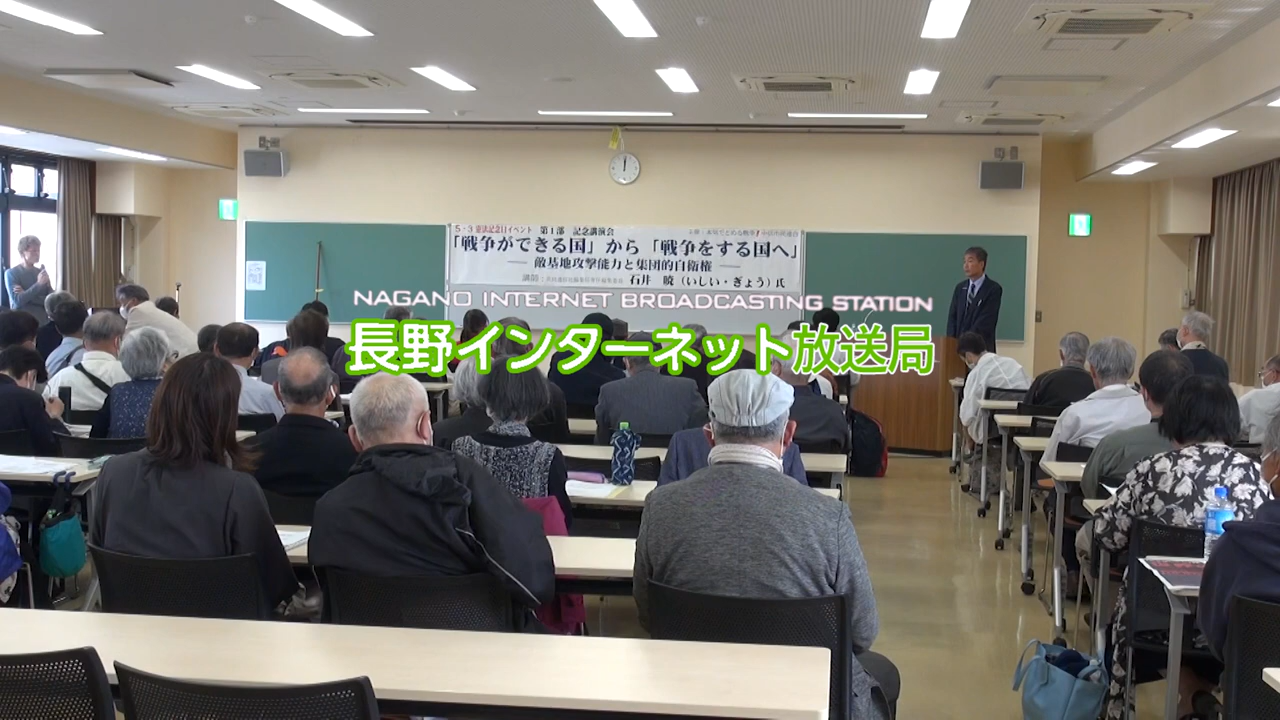 5・3 憲法記念日イベント 第1部 記念講演会
「戦争ができる国」から「戦争をする国へ」
― 敵基地攻撃能力と集団的自衛権 ―
講師: 石井 暁(いしい・ぎょう)氏
NAGANO INTERNET BROADCASTING STATION
長野インターネット放送局